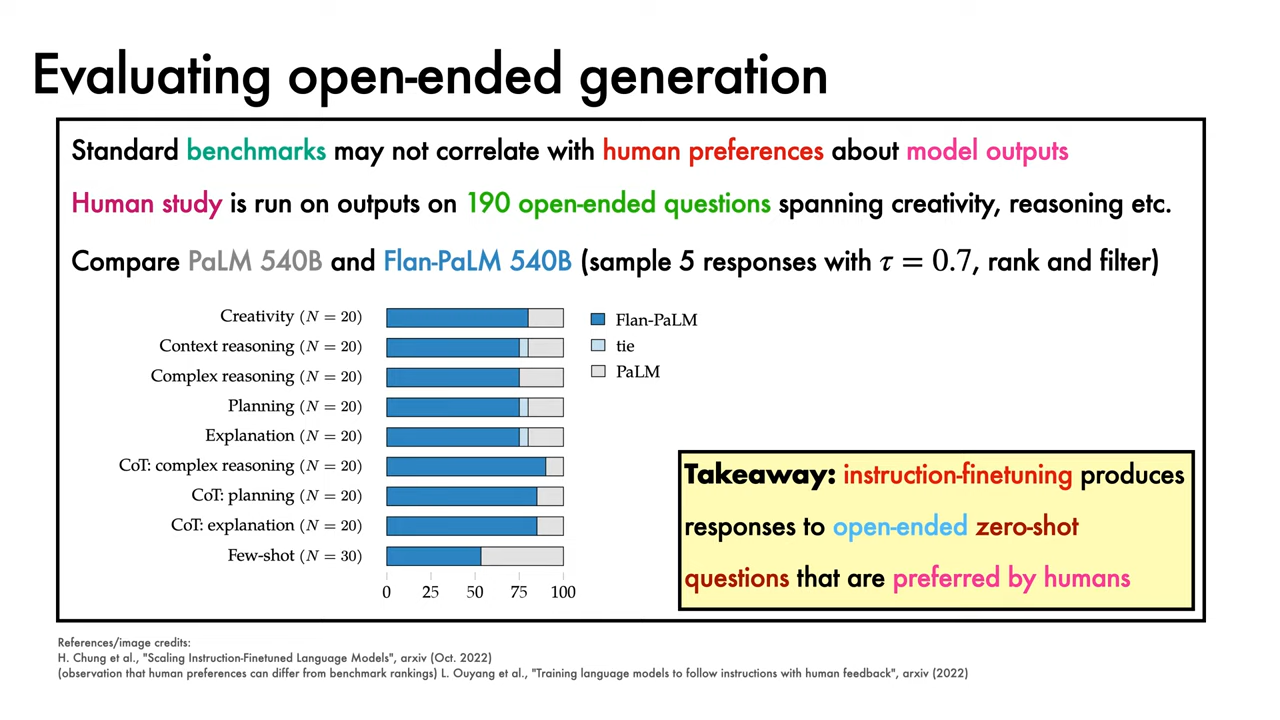 Evaluating open-ended generation
Standard benchmarks may not correlate with human preferences about model outputs
Human study is run on outputs on 190 open-ended questions spanning creativity, reasoning etc.
Compare PaLM 540B and Flan-PaLM 540B (sample 5 responses with τ = 0.7, rank and filter)
Creativity (N = 20)
Context reasoning (N = 20)
Complex reasoning (N = 20)
Planning (N = 20)
Explanation (N = 20)
CoT: complex reasoning (N = 20)
CoT: planning (N = 20)
CoT: explanation (N = 20)
Few-shot (N = 30)
0 25 50 75 100
Flan-PaLM
tie
PaLM
Takeaway: instruction-finetuning produces
responses to open-ended zero-shot
questions that are preferred by humans
References/image credits:
H. Chung et al., "Scaling Instruction-Finetuned Language Models", arxiv (Oct. 2022)
(observation that human preferences can differ from benchmark rankings) L. Ouyang et al., "Training language models to follow instructions with human feedback", arxiv (2022)